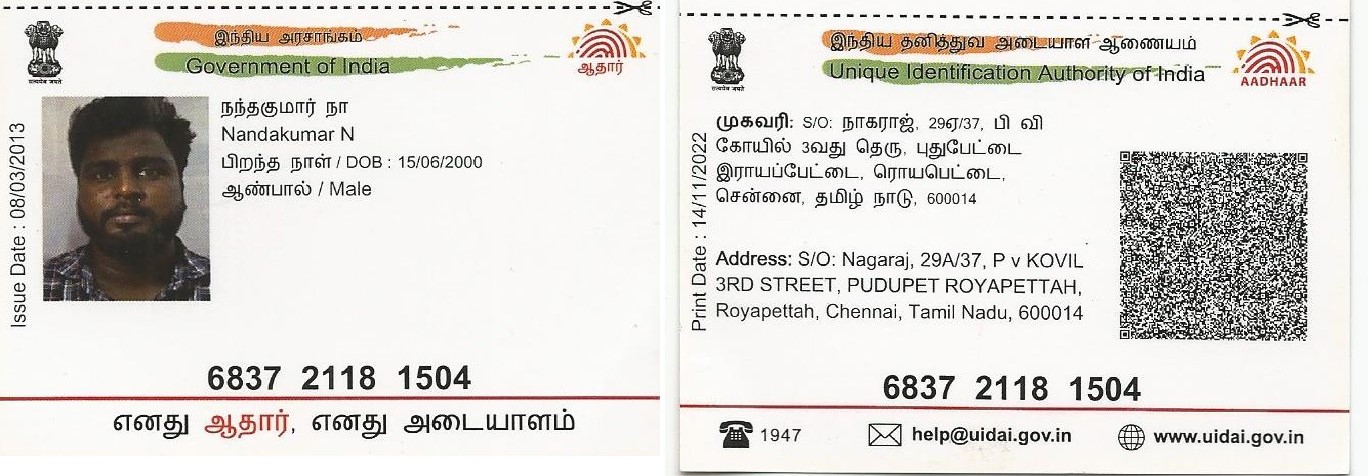 இந்திய அரசாங்கம்
Government of India
ஆதார்
நந்தகுமார் நா
Nandakumar N
பிறந்த நாள் / DOB : 15/06/2000
ஆண்பால் / Male
Issue Date : 08/03/2013
6837 2118 1504
எனது ஆதார், எனது அடையாளம்
இந்திய தனித்துவ அடையாள ஆணையம்
Unique Identification Authority of India
AADHAAR
முகவரி: S/O: நாகராஜ், 29ஏ/37, பி வி
கோயில் 3வது தெரு, புதுபேட்டை
இராயப்பேட்டை, ரொயபெட்டை,
சென்னை, தமிழ் நாடு, 600014
Print Date : 14/11/2022
Address: S/O: Nagaraj, 29A/37, P v KOVIL
3RD STREET, PUDUPET ROYAPETTAH,
Royapettah, Chennai, Tamil Nadu, 600014
6837 2118 1504
1947
help@uidai.gov.in
www.uidai.gov.in